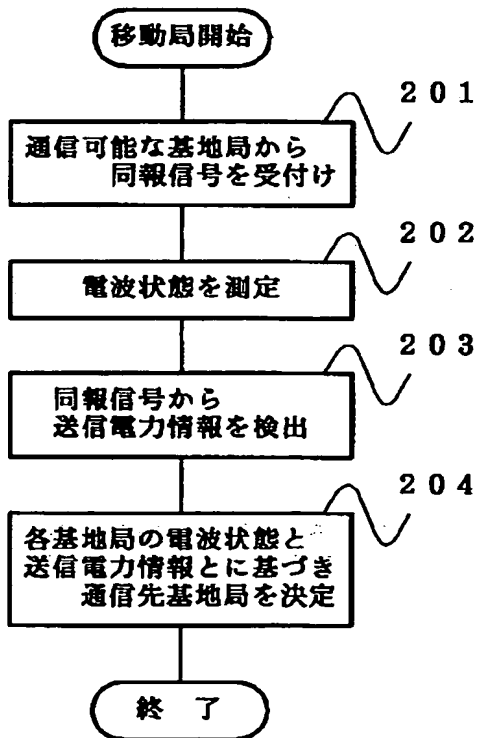 移動局開始
201
通信可能な基地局から
同報信号を受付け
202
電波状態を測定
203
同報信号から
送信電力情報を検出
204
各基地局の電波状態と
送信電力情報とに基づき
通信先基地局を決定
終 了